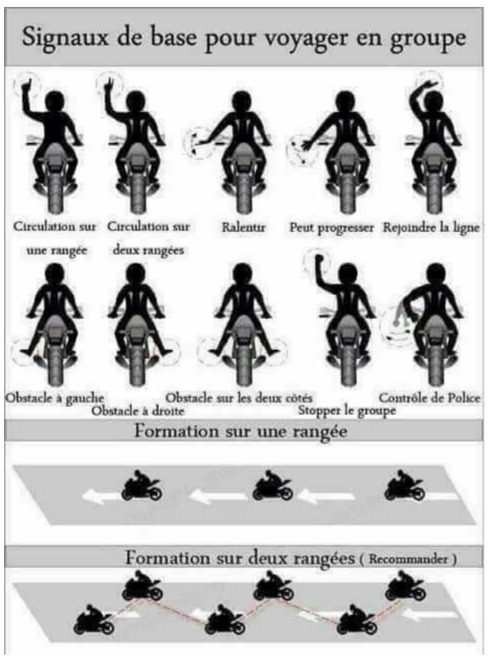 Signaux de base pour voyager en groupe
Circulation sur
une rangée
Circulation sur
deux rangées
Ralentir
Peut progresser
Rejoindre la ligne
Obstacle à gauche
Obstacle à droite
Obstacle sur les deux côtés
Stopper le groupe
Contrôle de Police
Formation sur une rangée
Formation sur deux rangées ( Recommander )